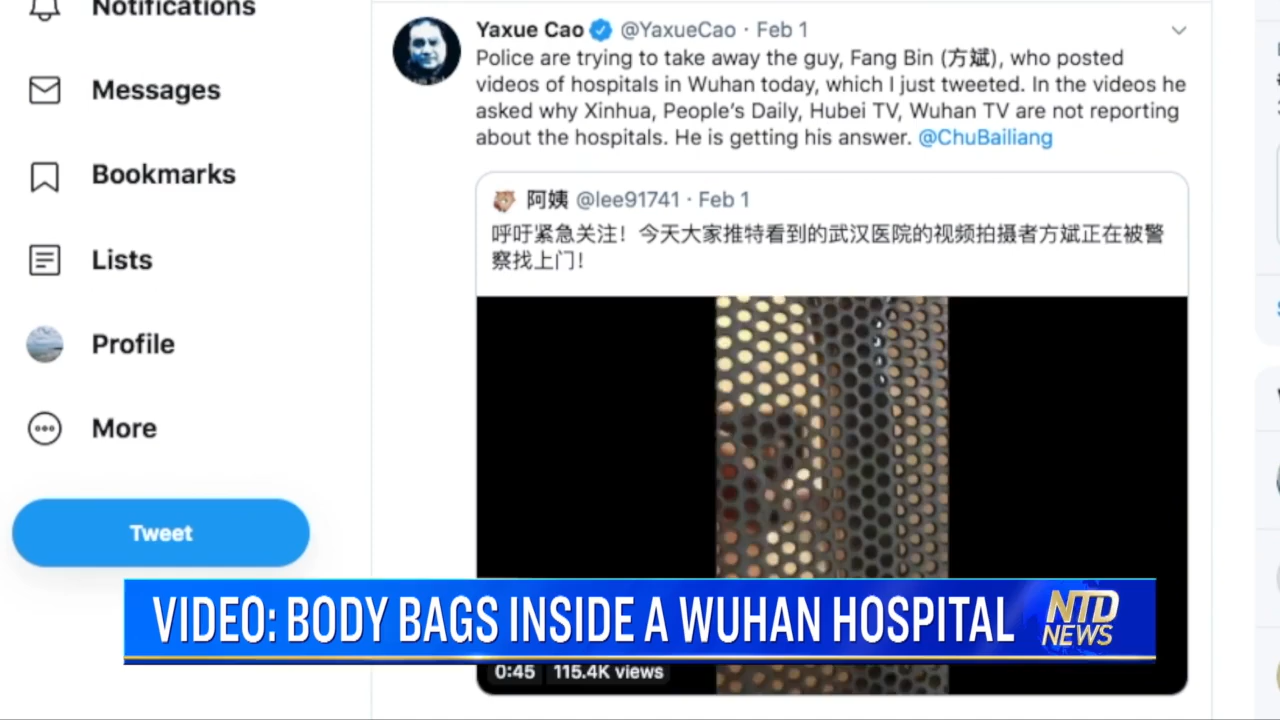 Notifications
Messages
Bookmarks
Lists
Profile
More
Tweet
Yaxue Cao @YaxueCao · Feb 1
Police are trying to take away the guy, Fang Bin (方斌), who posted
videos of hospitals in Wuhan today, which I just tweeted. In the videos he
asked why Xinhua, People's Daily, Hubei TV, Wuhan TV are not reporting
about the hospitals. He is getting his answer. @ChuBailiang
阿姨 @lee91741 · Feb 1
呼吁紧急关注！今天大家推特看到的武汉医院的视频拍摄者方斌正在被警
察找上门！
VIDEO: BODY BAGS INSIDE A WUHAN HOSPITAL
NTD
NEWS
0:45 115.4K views